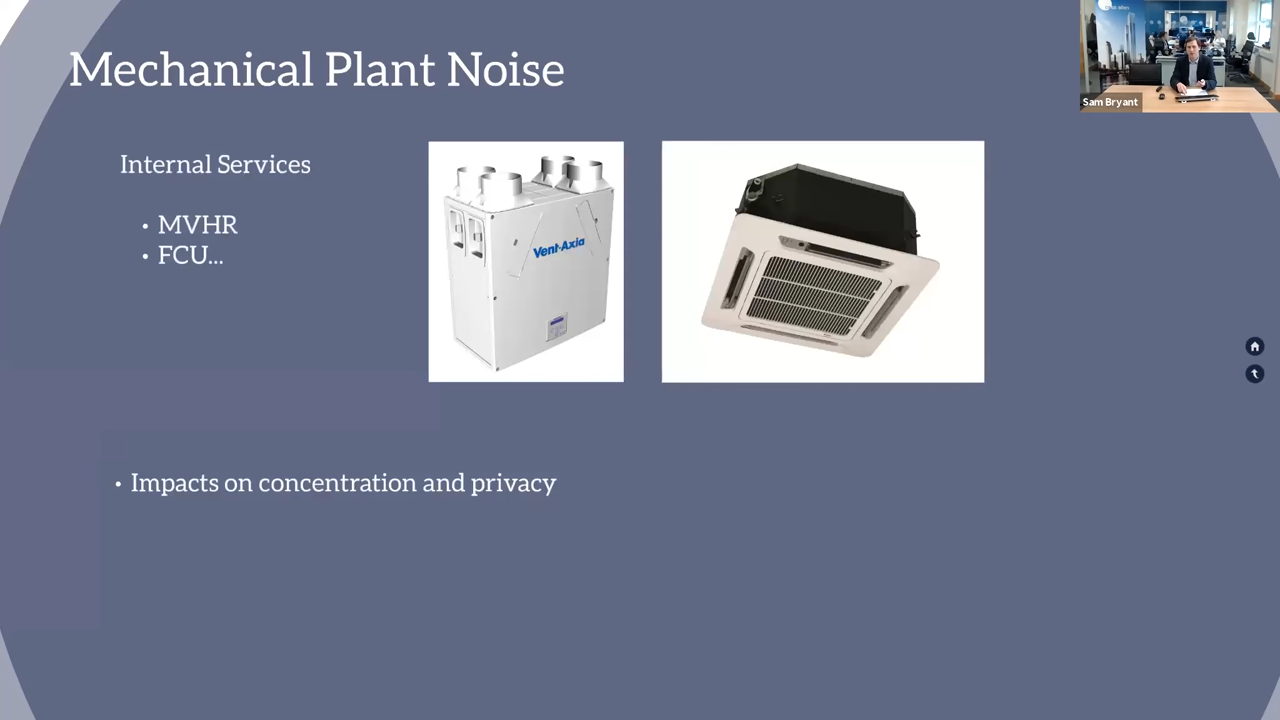 Mechanical Plant Noise
Sam Bryant
Internal Services
• MVHR
• FCU...
Vent-Axia
• Impacts on concentration and privacy